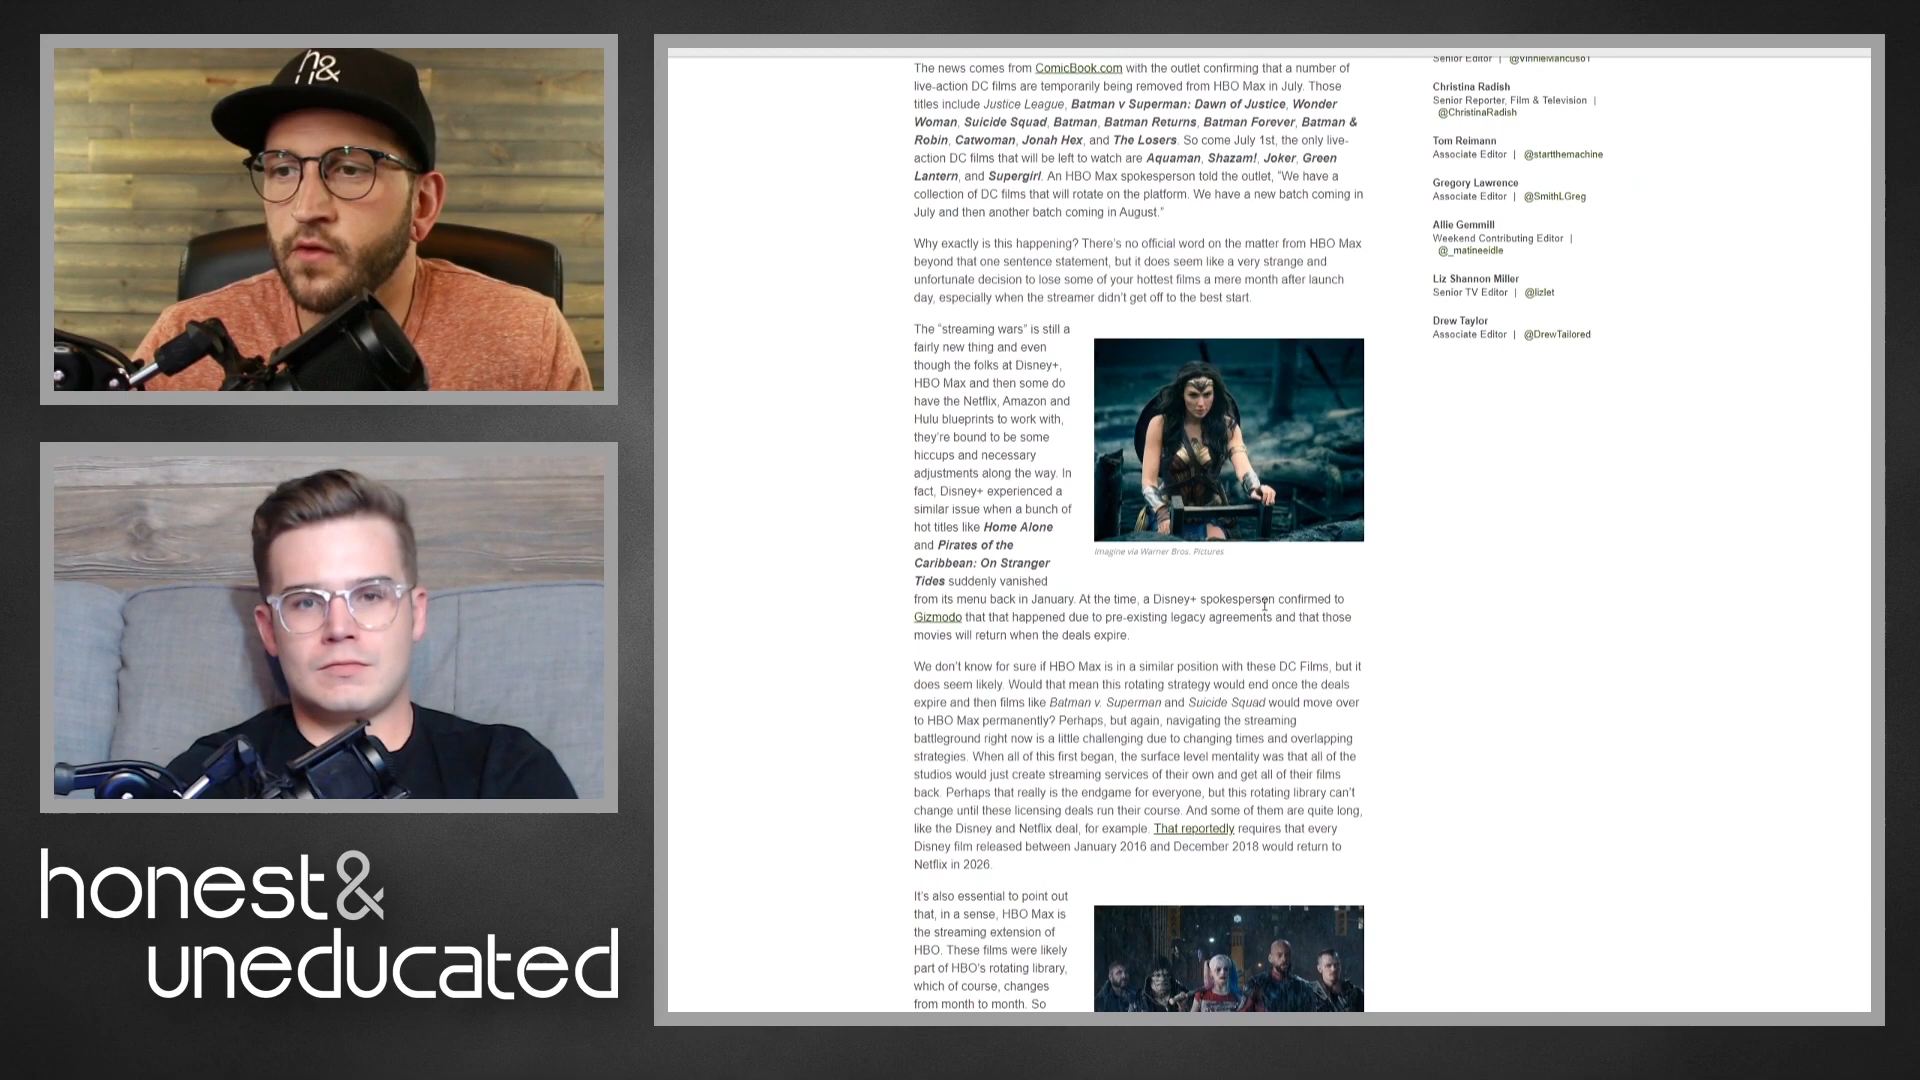 n&
honest&
uneducated
The news comes from ComicBook.com with the outlet confirming that a number of
live-action DC films are temporarily being removed from HBO Max in July. Those
titles include Justice League, Batman v Superman: Dawn of Justice, Wonder
Woman, Suicide Squad, Batman, Batman Returns, Batman Forever, Batman &
Robin, Catwoman, Jonah Hex, and The Losers. So come July 1st, the only live-
action DC films that will be left to watch are Aquaman, Shazam!, Joker, Green
Lantern, and Supergirl. An HBO Max spokesperson told the outlet, “We have a
collection of DC films that will rotate on the platform. We have a new batch coming in
July and then another batch coming in August.”
Why exactly is this happening? There’s no official word on the matter from HBO Max
beyond that one sentence statement, but it does seem like a very strange and
unfortunate decision to lose some of your hottest films a mere month after launch
day, especially when the streamer didn’t get off to the best start.
The “streaming wars” is still a
fairly new thing and even
though the folks at Disney+,
HBO Max and then some do
have the Netflix, Amazon and
Hulu blueprints to work with,
they’re bound to be some
hiccups and necessary
adjustments along the way. In
fact, Disney+ experienced a
similar issue when a bunch of
hot titles like Home Alone
and Pirates of the
Caribbean: On Stranger
Tides suddenly vanished
from its menu back in January. At the time, a Disney+ spokesperson confirmed to
Gizmodo that that happened due to pre-existing legacy agreements and that those
movies will return when the deals expire.
Imagine via Warner Bros. Pictures
We don’t know for sure if HBO Max is in a similar position with these DC Films, but it
does seem likely. Would that mean this rotating strategy would end once the deals
expire and then films like Batman v. Superman and Suicide Squad would move over
to HBO Max permanently? Perhaps, but again, navigating the streaming
battleground right now is a little challenging due to changing times and overlapping
strategies. When all of this first began, the surface level mentality was that all of the
studios would just create streaming services of their own and get all of their films
back. Perhaps that really is the endgame for everyone, but this rotating library can’t
change until these licensing deals run their course. And some of them are quite long,
like the Disney and Netflix deal, for example. That reportedly requires that every
Disney film released between January 2016 and December 2018 would return to
Netflix in 2026.
It’s also essential to point out
that, in a sense, HBO Max is
the streaming extension of
HBO. These films were likely
part of HBO’s rotating library,
which of course, changes
from month to month. So
Senior Editor | @VinnieMancuso1
Christina Radish
Senior Reporter, Film & Television |
@ChristinaRadish
Tom Reimann
Associate Editor | @startthemachine
Gregory Lawrence
Associate Editor | @SmithLGreg
Allie Gemmill
Weekend Contributing Editor |
@_matineeidle
Liz Shannon Miller
Senior TV Editor | @lizlet
Drew Taylor
Associate Editor | @DrewTailored